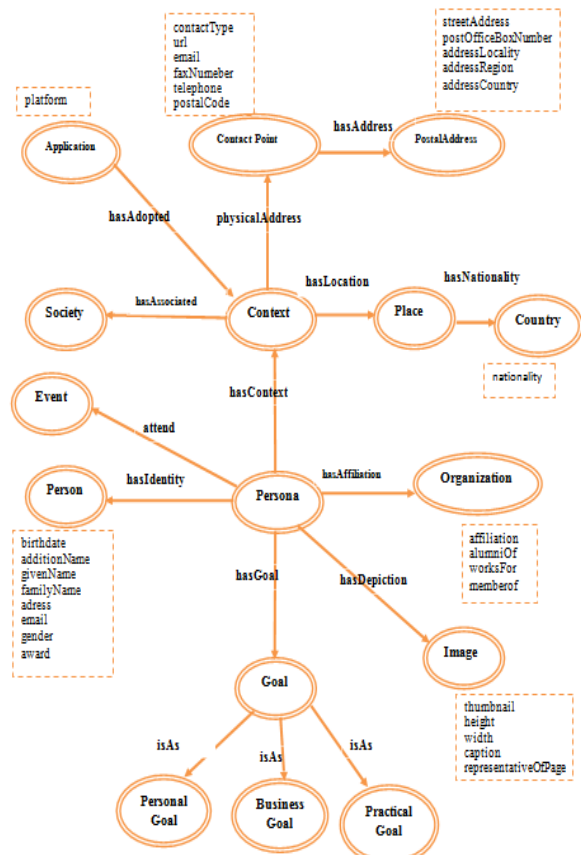 contactType
url
email
faxNumeber
telephone
postalCode
streetAddress
postOfficeBoxNumber
addressLocality
addressRegion
addressCountry
platform
Application
Contact Point
hasAddress
PostalAddress
hasAdopted
physicalAddress
hasLocation
hasNationality
Society
hasAssociated
Context
Place
Country
nationality
Event
hasContext
attend
Person
hasIdentity
Persona
hasAffiliation
Organization
birthdate
additionName
givenName
familyName
adress
email
gender
award
affiliation
alumniOf
worksFor
memberof
hasGoal
hasDepiction
Image
Goal
thumbnail
height
width
caption
representativeOfPage
isAs
isAs
isAs
Personal
Goal
Business
Goal
Practical
Goal